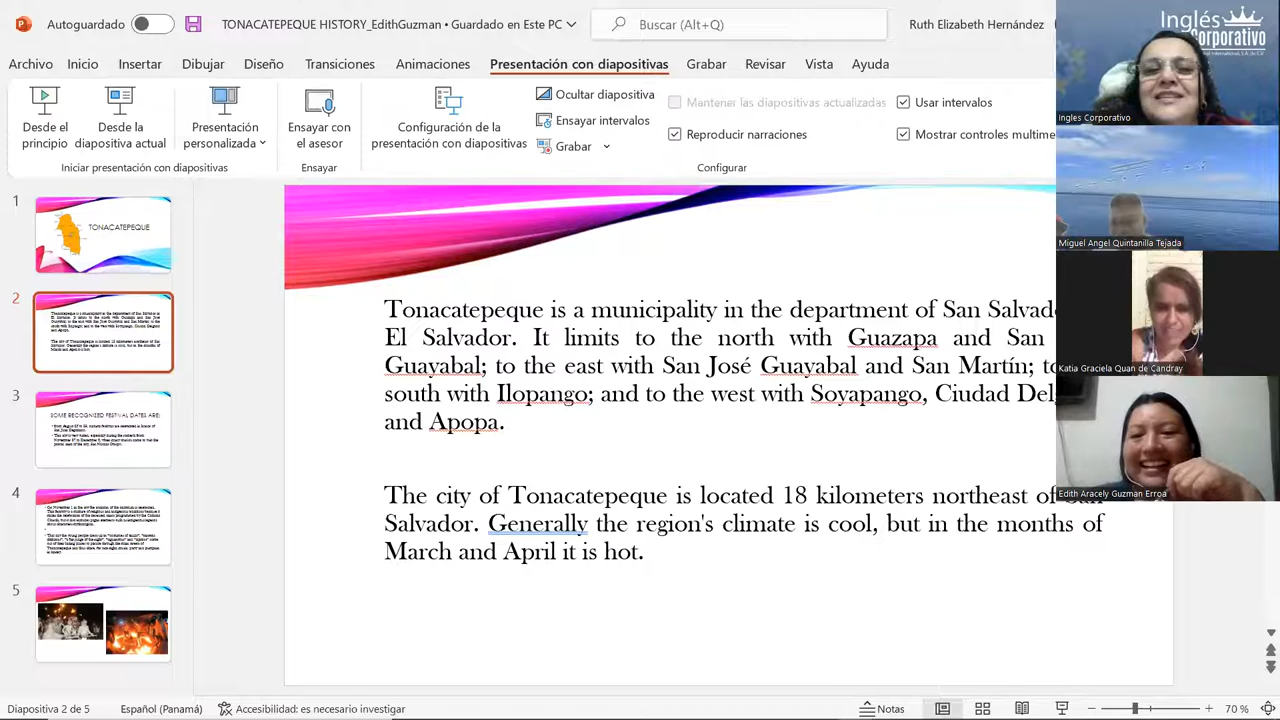 Autoguardado
TONACATEPEQUE HISTORY_EdithGuzman • Guardado en Este PC
Buscar (Alt+Q)
Ruth Elizabeth Hernández
Archivo Inicio Insertar Dibujar Diseño Transiciones Animaciones Presentación con diapositivas Grabar Revisar Vista Ayuda
Desde el principio
Desde la diapositiva actual
Presentación personalizada
Iniciar presentación con diapositivas
Ensayar con el asesor
Ensayar
Configuración de la presentación con diapositivas
Ocultar diapositiva
Ensayar intervalos
Grabar
Mantener las diapositivas actualizadas
Reproducir narraciones
Usar intervalos
Mostrar controles multime
Configurar
Inglés
Corporativo
Ingles Corporativo
Miguel Angel Quintanilla Tejada
Katia Graciela Quan de Candray
Edith Aracely Guzman Erroa
1
TONACATEPEQUE
2
3
SOME RECOGNIZED FESTIVAL DATES ARE:
4
5
Tonacatepeque is a municipality in the department of San Salvado
El Salvador. It limits to the north with Guazapa and San
Guayabal; to the east with San José Guayabal and San Martín; to
south with Ilopango; and to the west with Soyapango, Ciudad Del
and Apopa.
The city of Tonacatepeque is located 18 kilometers northeast of San
Salvador. Generally the region's climate is cool, but in the months of
March and April it is hot.
Diapositiva 2 de 5
Español (Panamá)
Accesibilidad: es necesario investigar
Notas
70 %